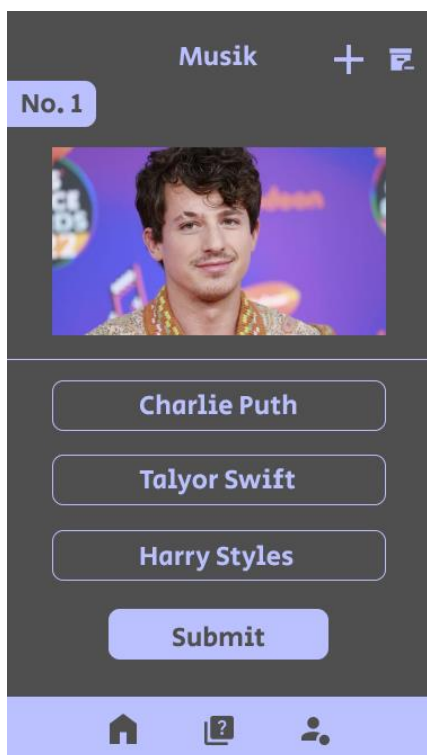 Musik
No. 1
Charlie Puth
Talyor Swift
Harry Styles
Submit
?